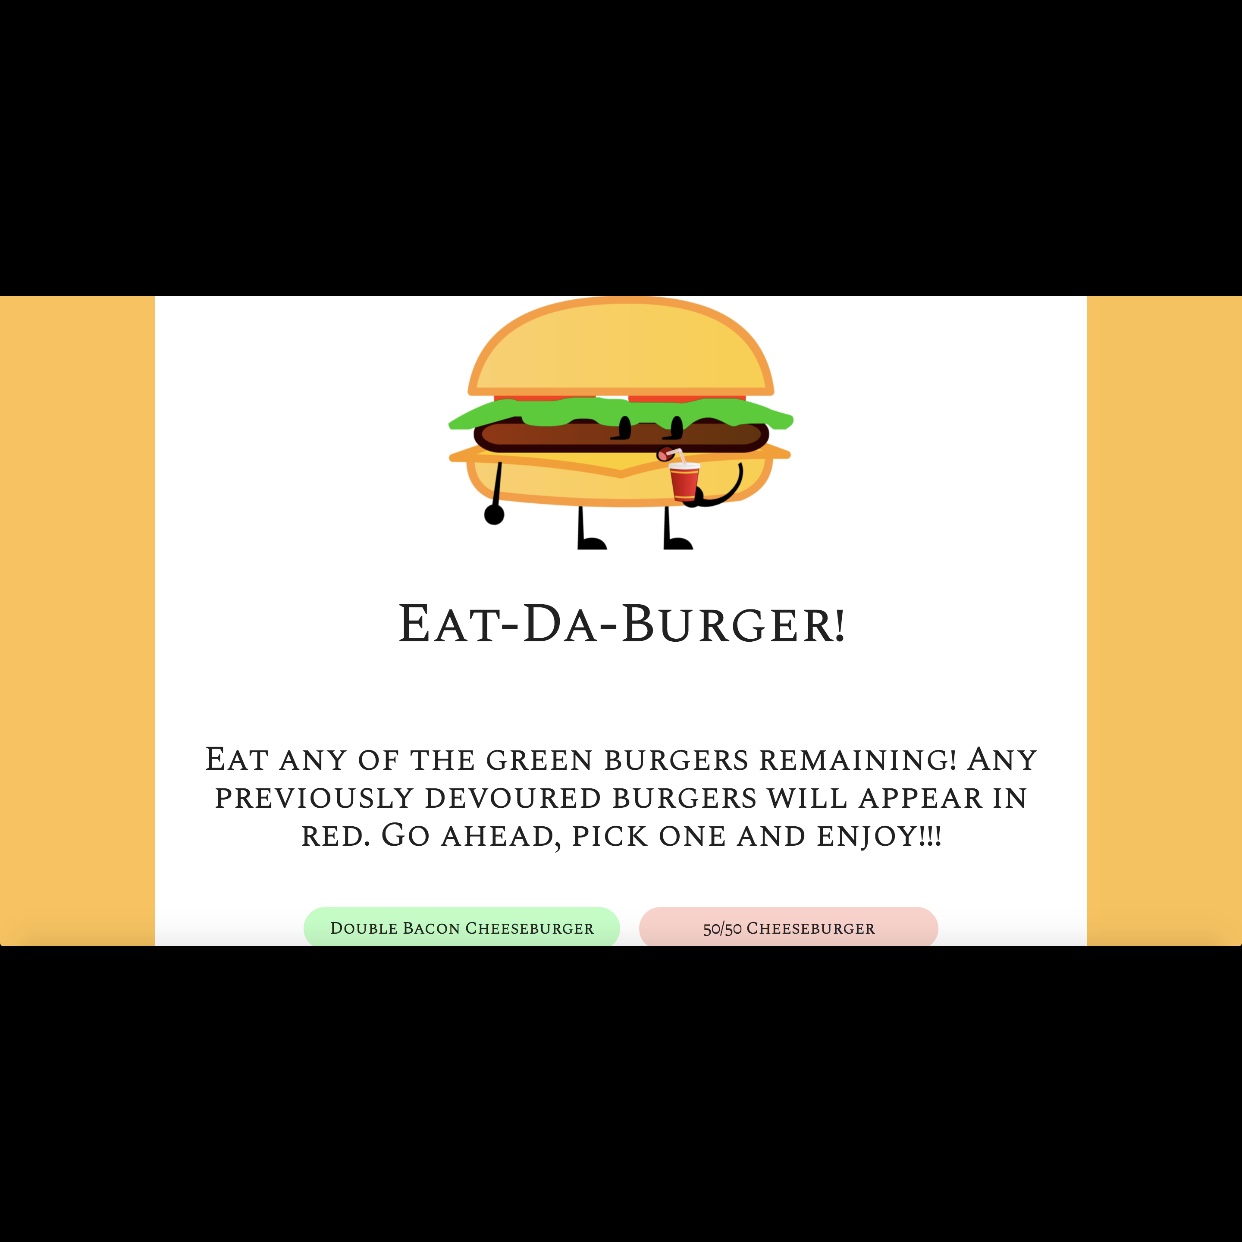 Eat-Da-Burger!
Eat any of the green burgers remaining! Any
previously devoured burgers will appear in
red. Go ahead, pick one and enjoy!!!
Double Bacon Cheeseburger
50/50 Cheeseburger